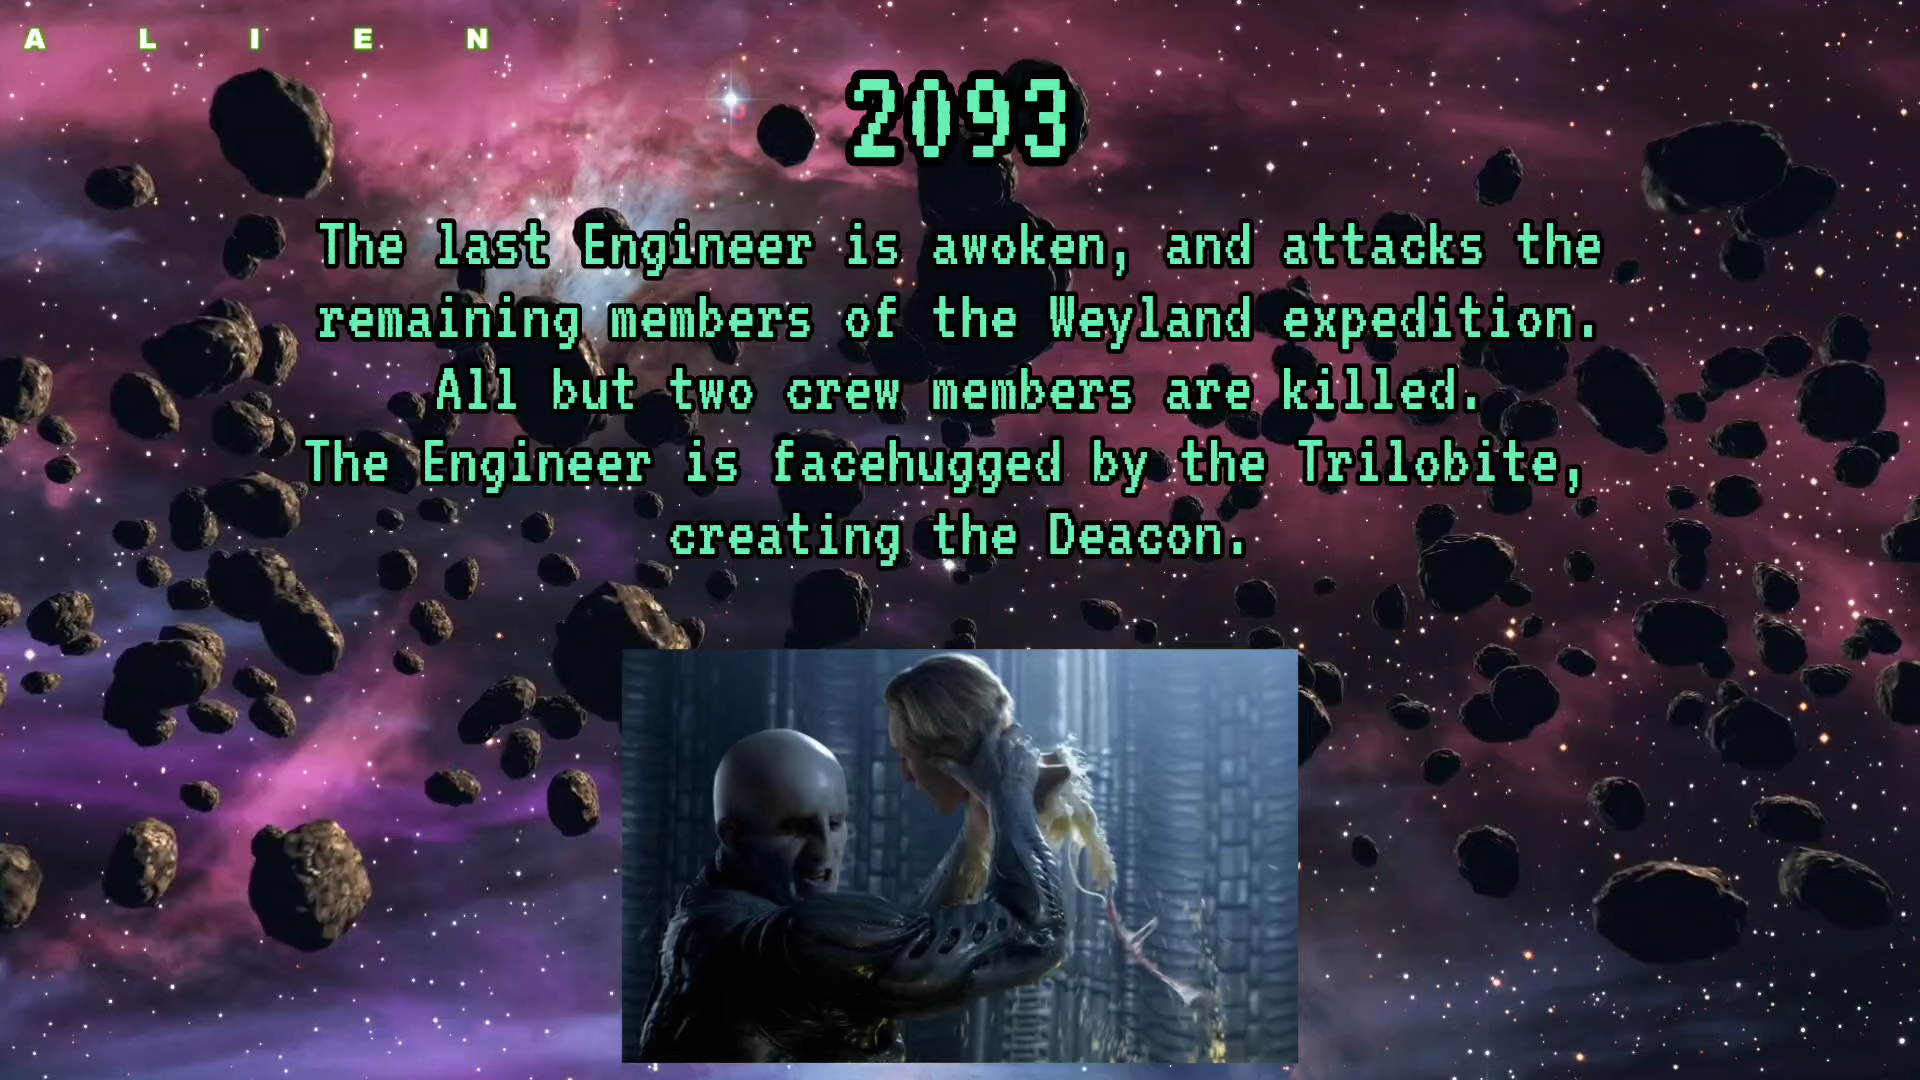 A L I E N
2093
The last Engineer is awoken, and attacks the
remaining members of the Weyland expedition.
All but two crew members are killed.
The Engineer is facehugged by the Trilobite,
creating the Deacon.